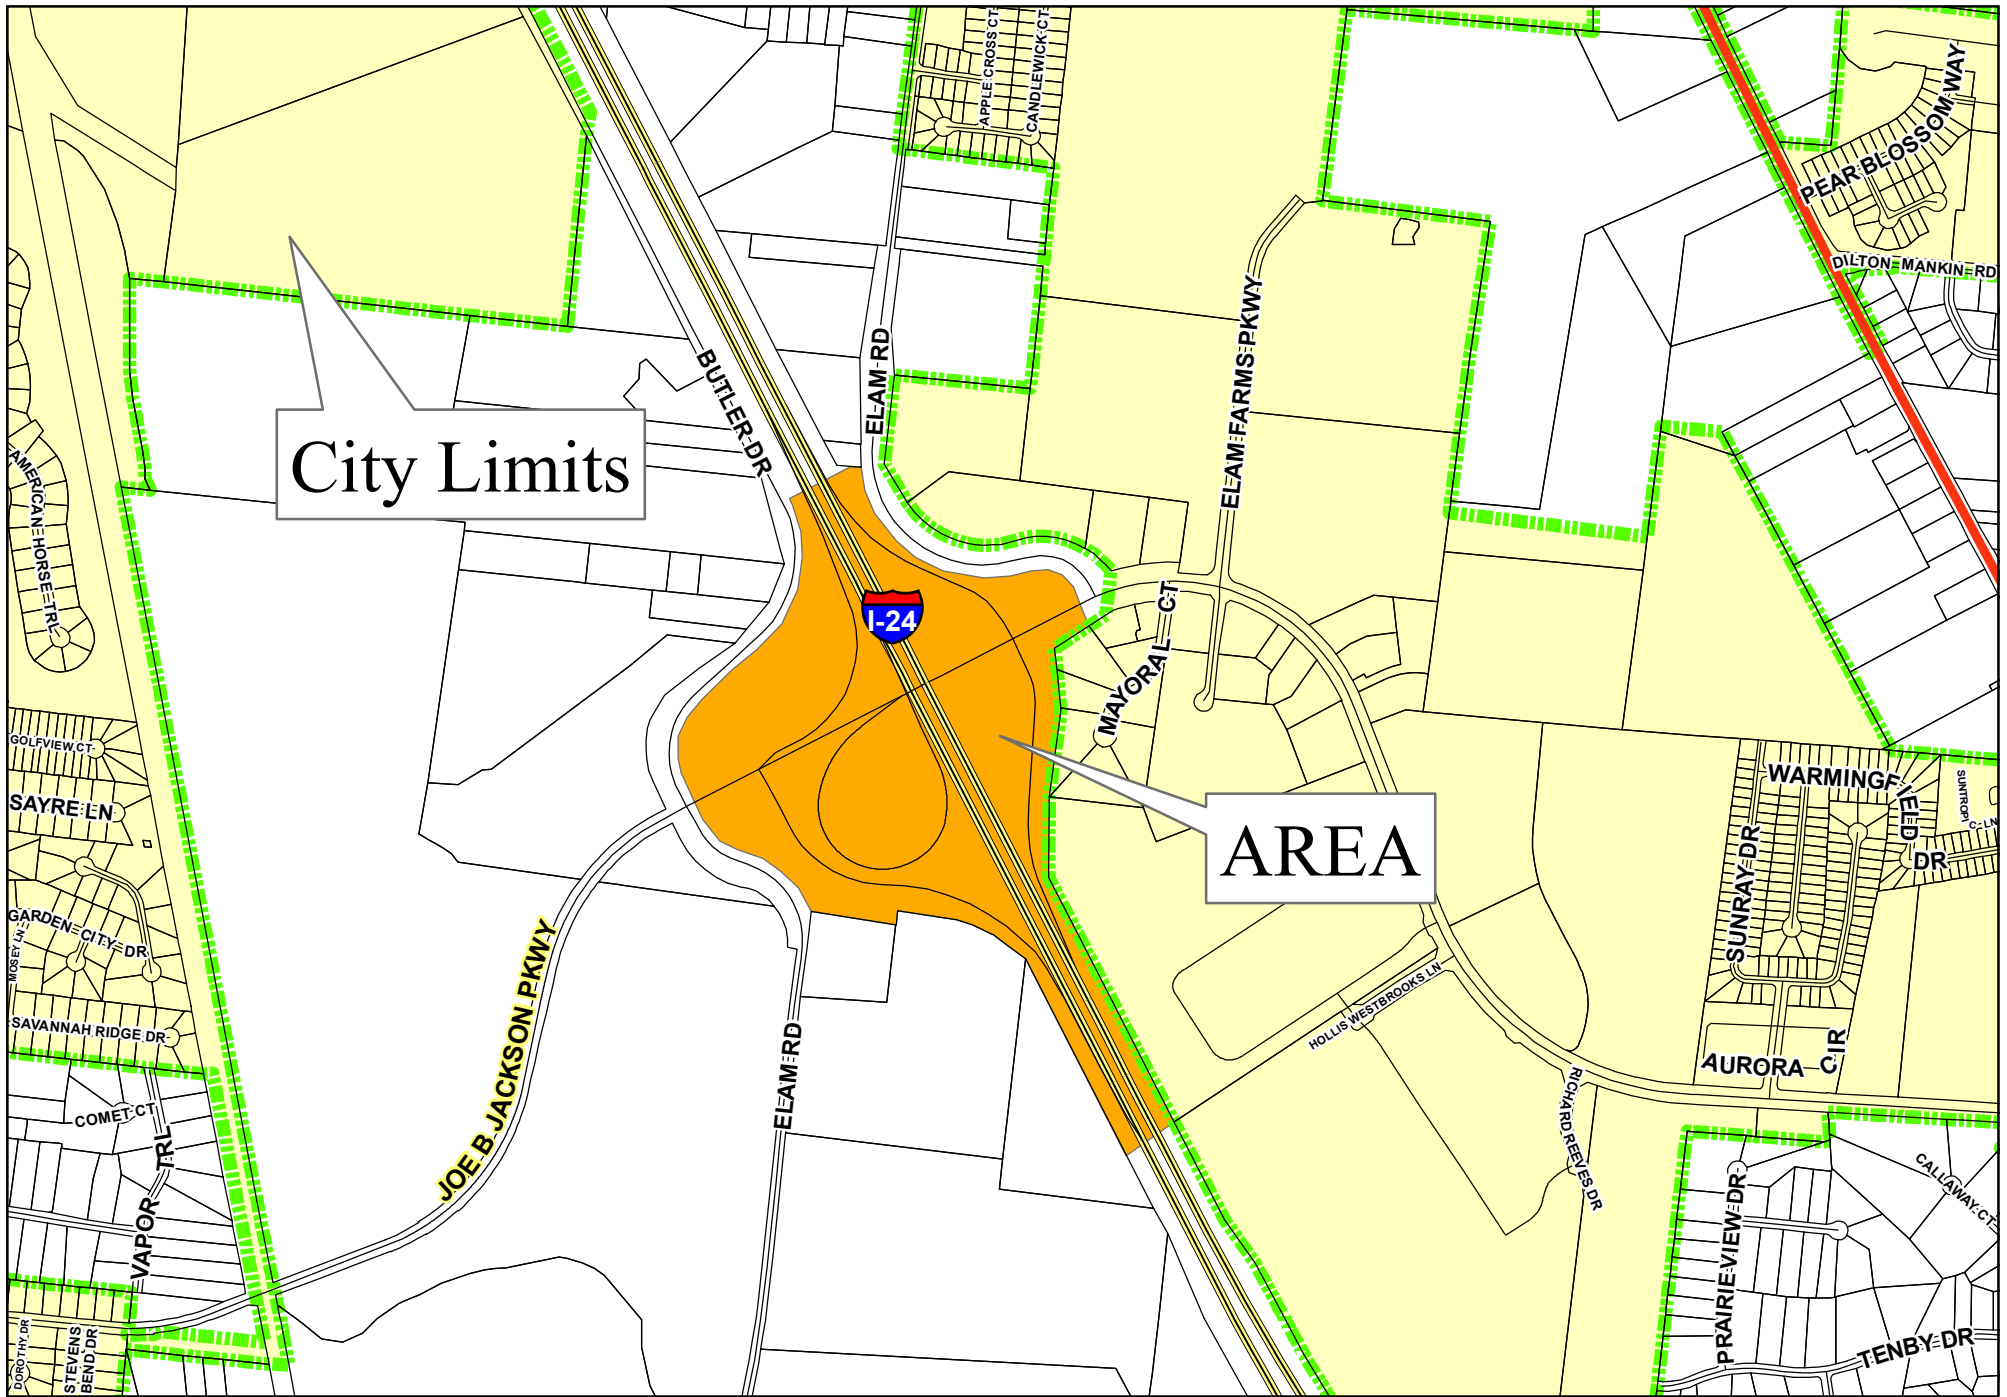 APPLE CROSS CT
CANDLEWICK CT
PEAR BLOSSOM WAY
DILTON MANKIN RD
BUTLER DR
ELAM RD
ELAM FARMS PKWY
City Limits
AMERICAN HORSE TRL
I-24
MAYORAL CT
GOLFVIEW CT
SAYRE LN
WARMINGFIELD DR
SUNTROPIC LN
AREA
SUNRAY DR
GARDEN CITY DR
MOSEY LN
JOE B JACKSON PKWY
HOLLIS WESTBROOKS LN
SAVANNAH RIDGE DR
ELAM RD
AURORA CIR
RICHARD REEVES DR
COMET CT
VAPOR TRL
CALLAWAY CT
PRAIRIE VIEW DR
TENBY DR
DOROTHY DR
STEVENS
BEND DR